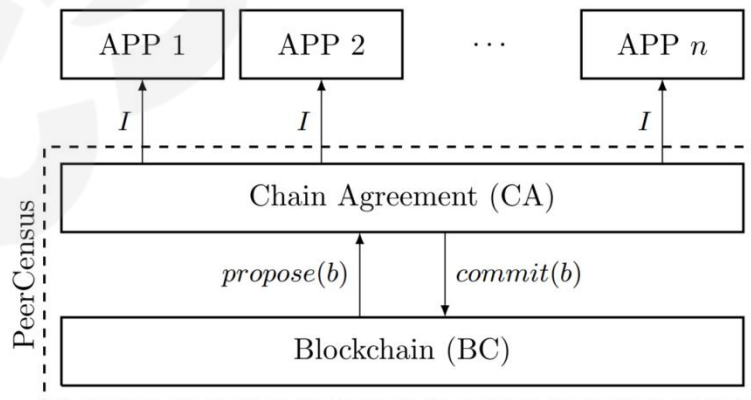 APP 1 APP 2 ... APP n
I I I
Chain Agreement (CA)
propose(b) commit(b)
Blockchain (BC)
PeerCensus